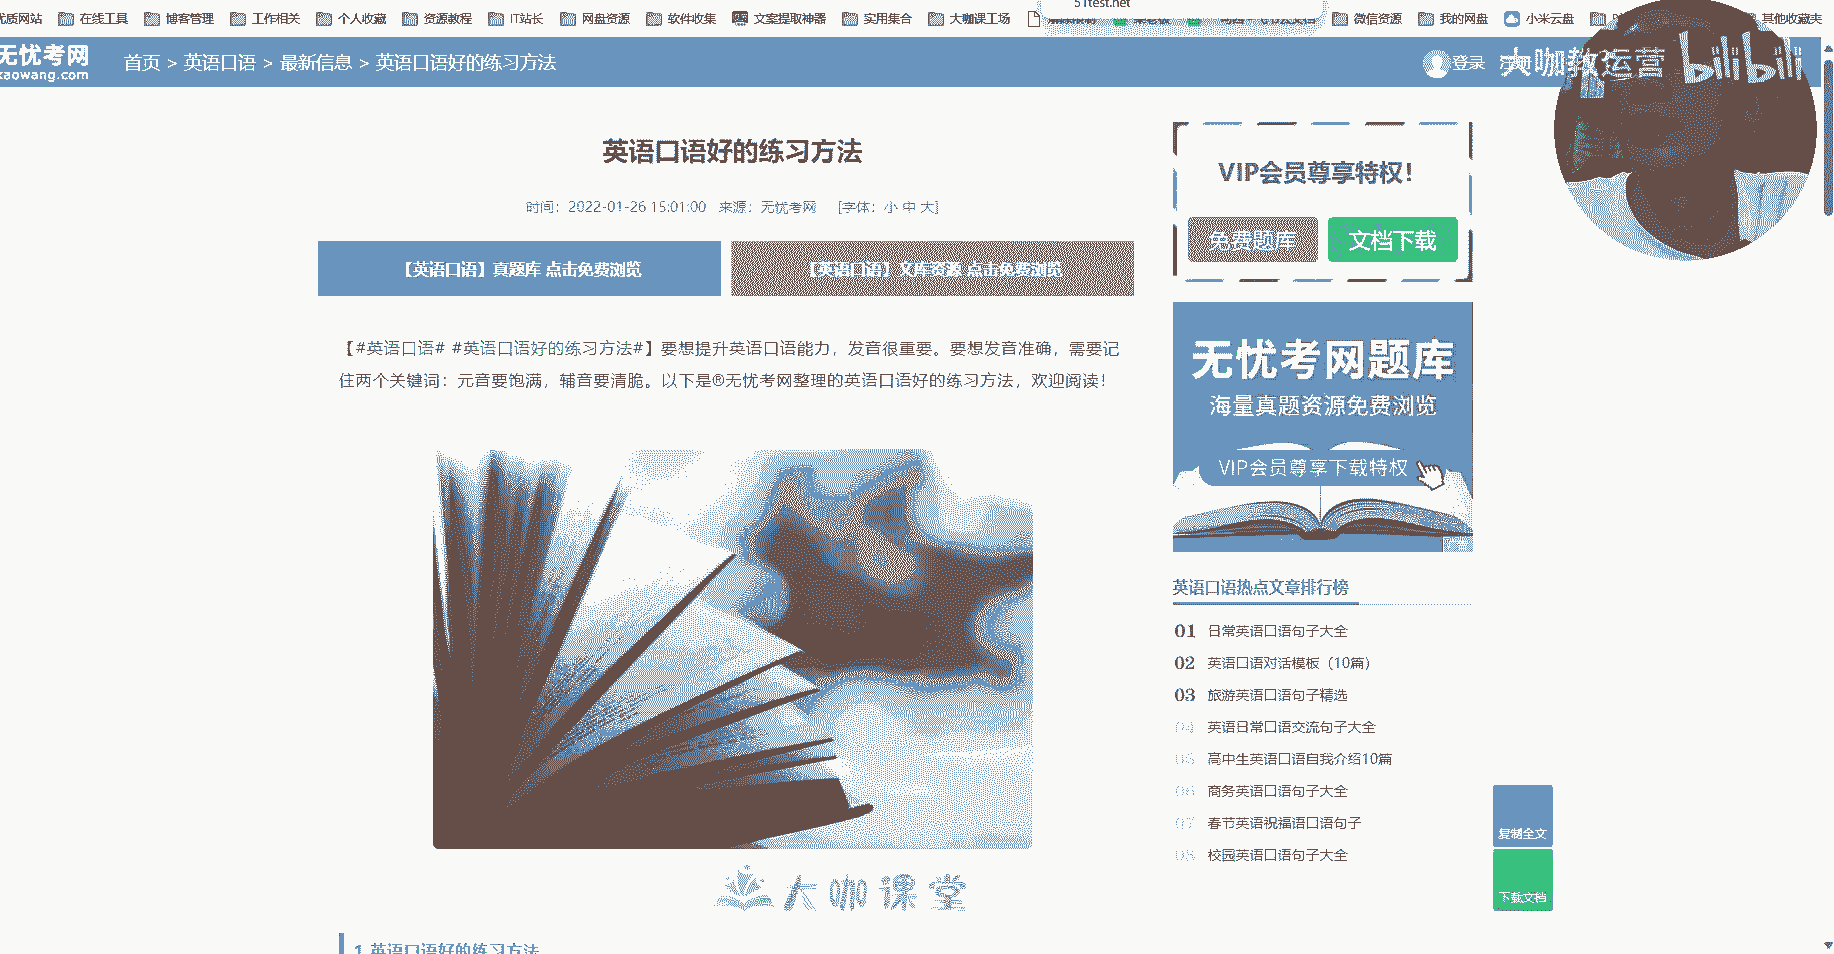 51test.net
优质网站 在线工具 博客管理 工作相关 个人收藏 资源教程 IT站长 网盘资源 软件收集 文案提取神器 实用集合 大咖课工场 微信资源 我的网盘 小米云盘 其他收藏夹
无忧考网
kaowang.com
首页 > 英语口语 > 最新信息 > 英语口语好的练习方法
登录
大咖教运营 bilibili
英语口语好的练习方法
时间：2022-01-26 15:01:00 来源：无忧考网 [字体：小 中 大]
【英语口语】真题库 点击免费浏览
【英语口语】文库资源 点击免费浏览
【#英语口语# #英语口语好的练习方法#】要想提升英语口语能力，发音很重要。要想发音准确，需要记
住两个关键词：元音要饱满，辅音要清脆。以下是®无忧考网整理的英语口语好的练习方法，欢迎阅读！
大咖课堂
1.英语口语好的练习方法
VIP会员尊享特权！
免费题库 文档下载
无忧考网题库
海量真题资源免费浏览
VIP会员尊享下载特权
英语口语热点文章排行榜
01 日常英语口语句子大全
02 英语口语对话模板（10篇）
03 旅游英语口语句子精选
04 英语日常口语交流句子大全
05 高中生英语口语自我介绍10篇
06 商务英语口语句子大全
07 春节英语祝福语口语句子
08 校园英语口语句子大全
复制全文
下载文档